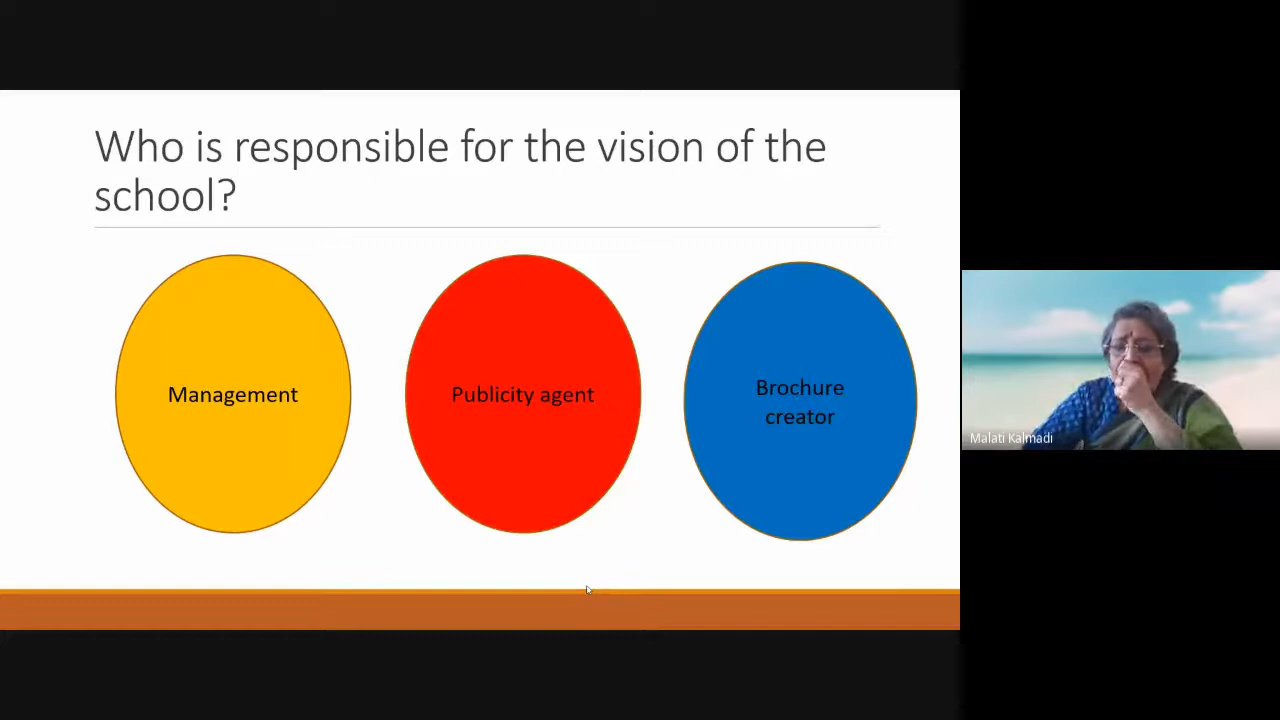 Who is responsible for the vision of the
school?
Management
Publicity agent
Brochure
creator
Malati Kalmadi